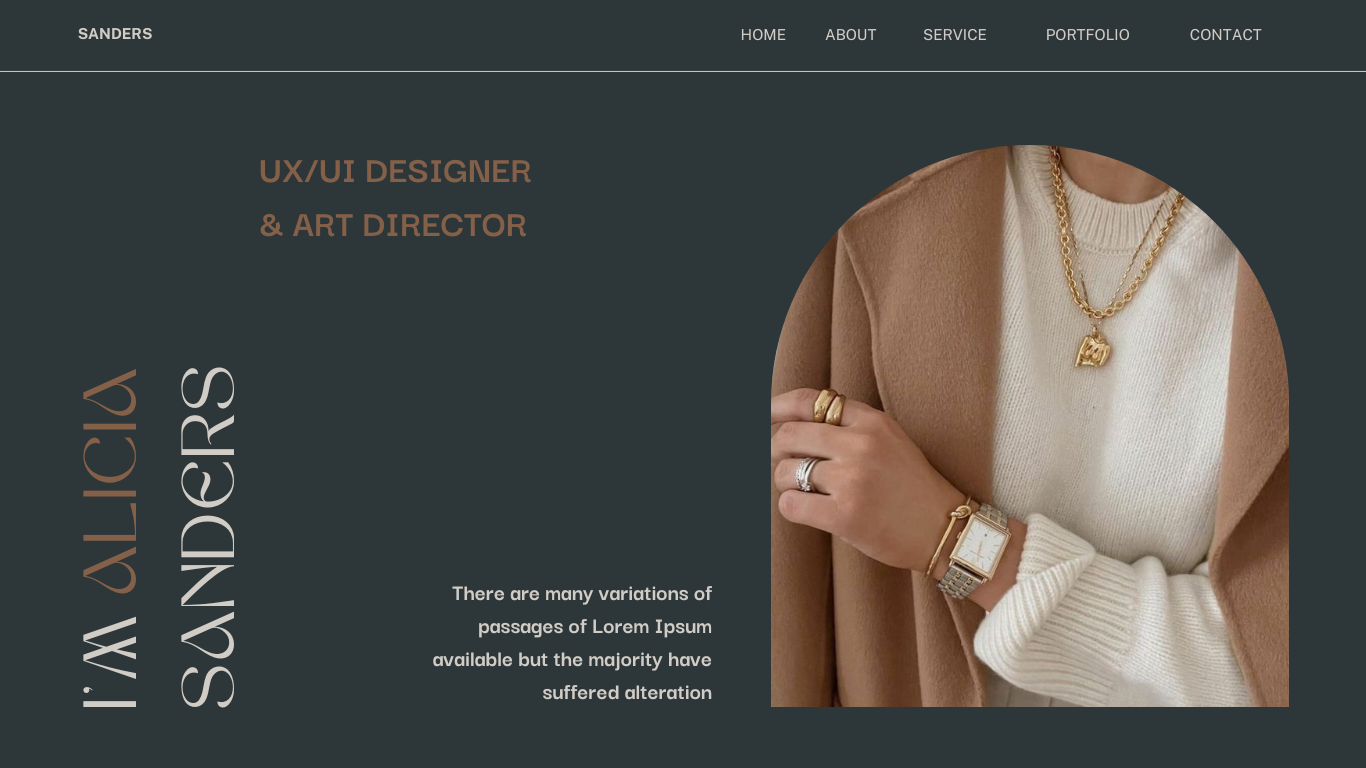 SANDERS
HOME ABOUT SERVICE PORTFOLIO CONTACT
UX/UI DESIGNER
& ART DIRECTOR
I'M ALICIA
SANDERS
There are many variations of
passages of Lorem Ipsum
available but the majority have
suffered alteration